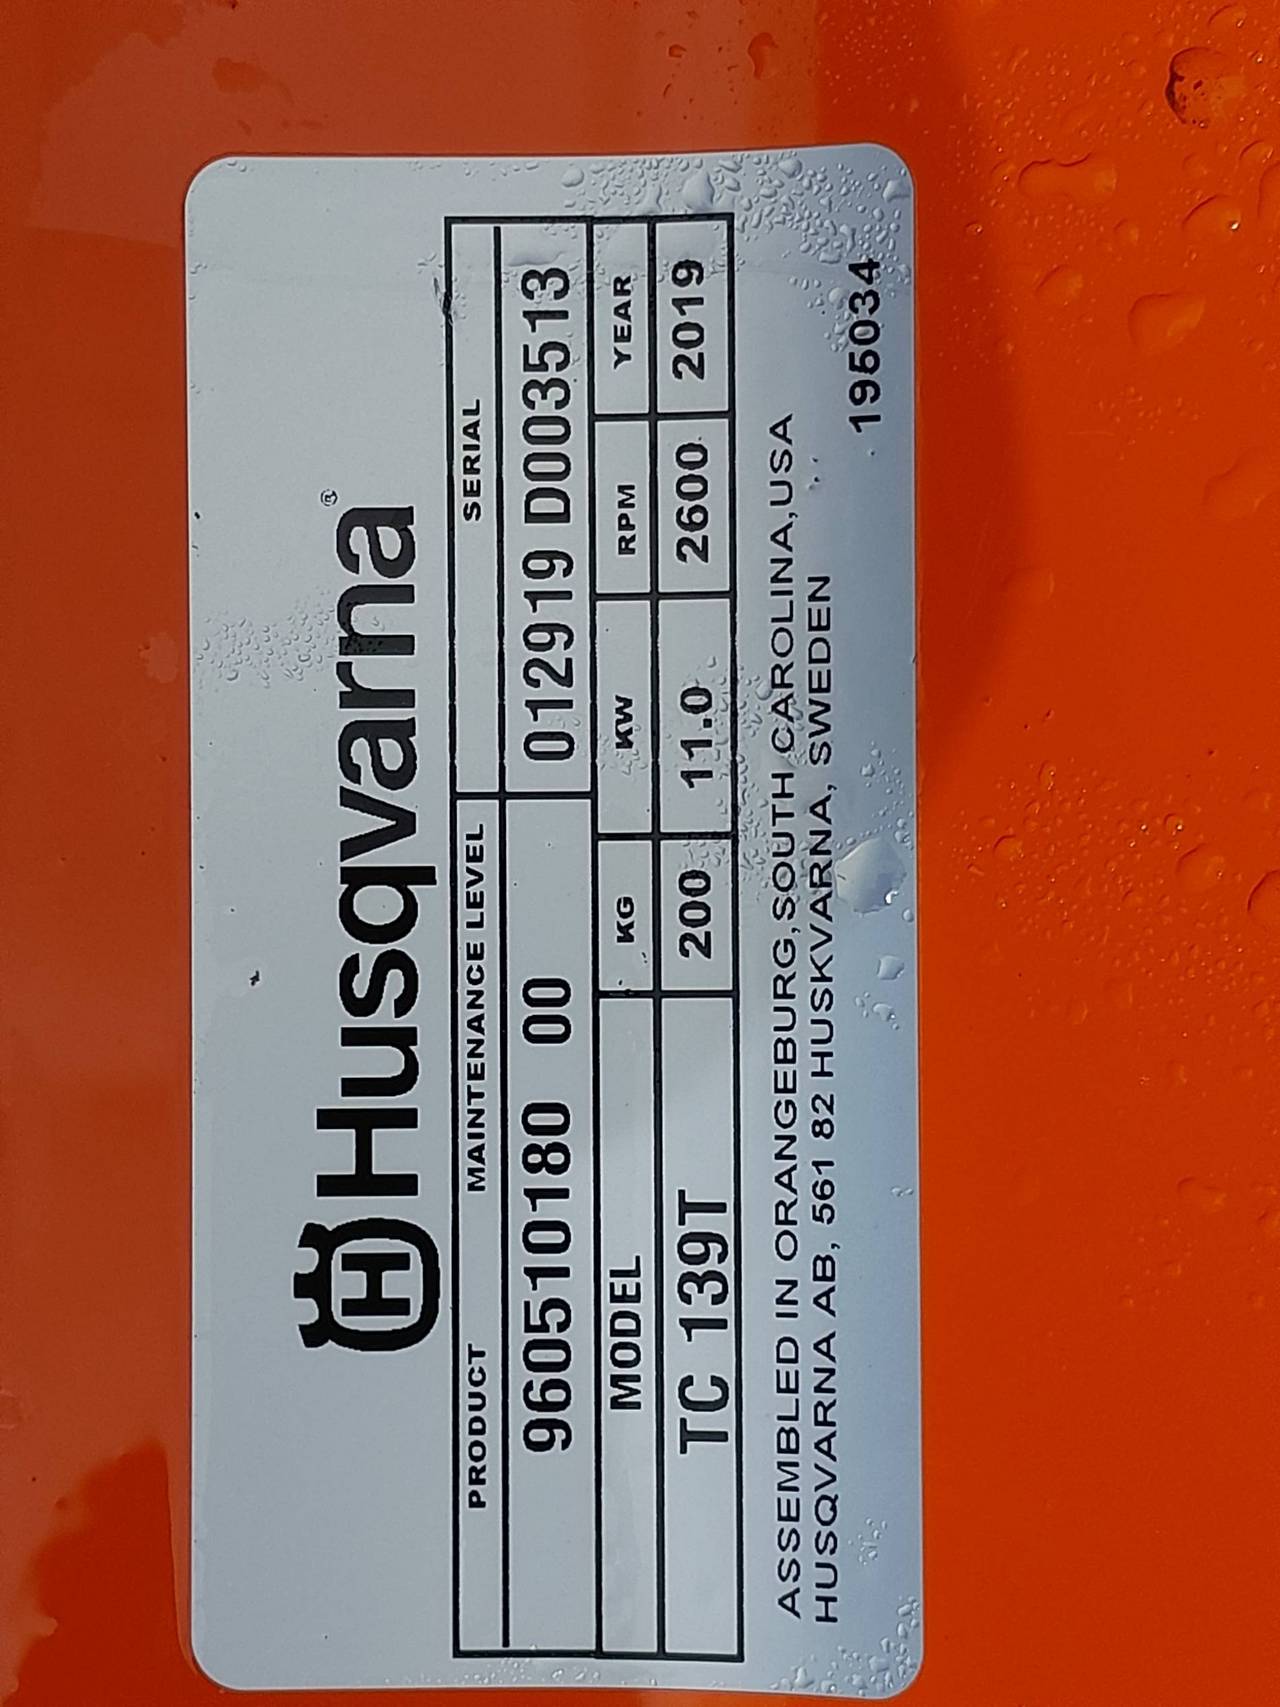 Husqvarna®
PRODUCT MAINTENANCE LEVEL SERIAL
960510180 00 012919 D003513
MODEL KG KW RPM YEAR
TC 139T 200 11.0 2600 2019
ASSEMBLED IN ORANGEBURG,SOUTH CAROLINA,USA
HUSQVARNA AB, 561 82 HUSKVARNA, SWEDEN
195034